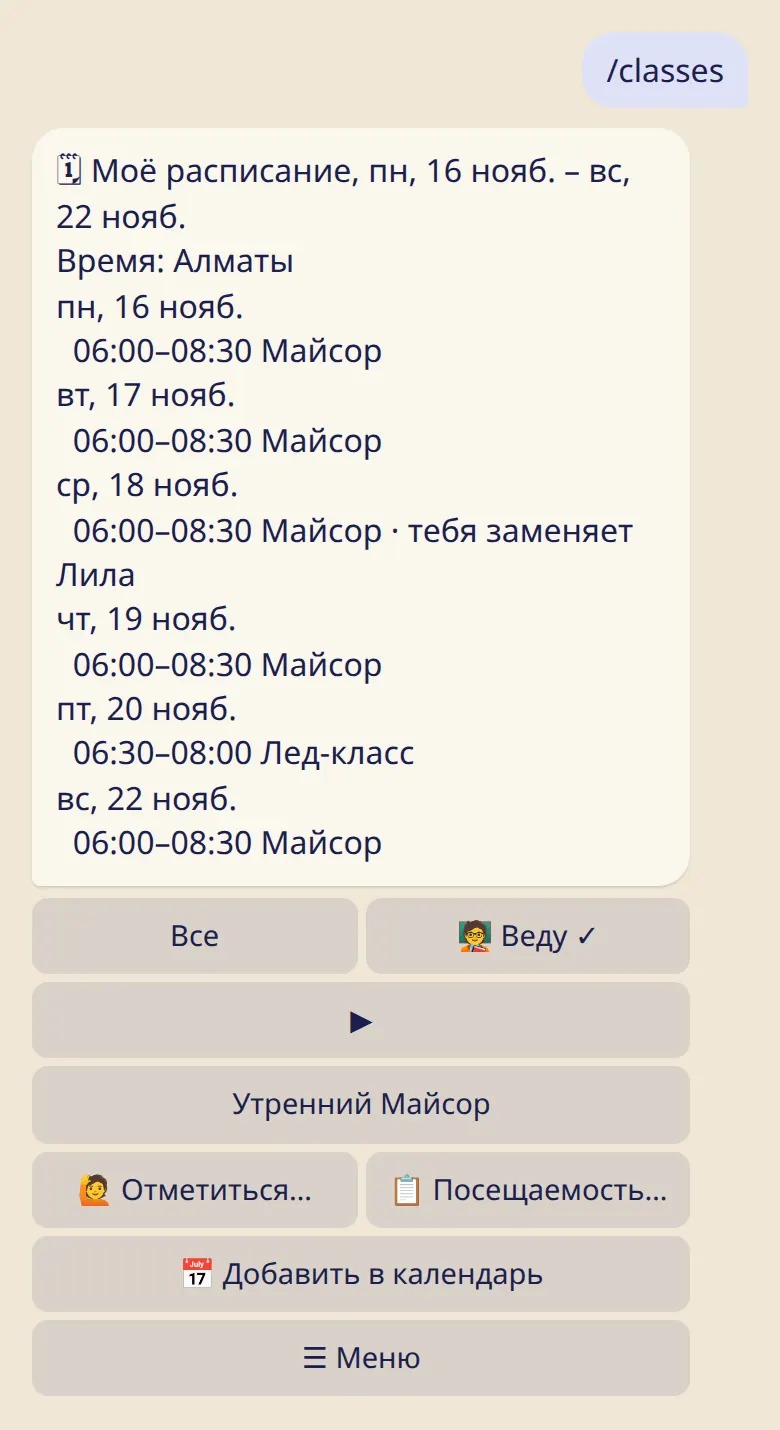 /classes
🗓 Моё расписание, пн, 16 нояб. – вс,
22 нояб.
Время: Алматы
пн, 16 нояб.
06:00–08:30 Майсор
вт, 17 нояб.
06:00–08:30 Майсор
ср, 18 нояб.
06:00–08:30 Майсор · тебя заменяет
Лила
чт, 19 нояб.
06:00–08:30 Майсор
пт, 20 нояб.
06:30–08:00 Лед-класс
вс, 22 нояб.
06:00–08:30 Майсор
Все
🧑‍🏫 Веду ✓
▶
Утренний Майсор
🙋 Отметиться...
📋 Посещаемость...
📅 Добавить в календарь
☰ Меню